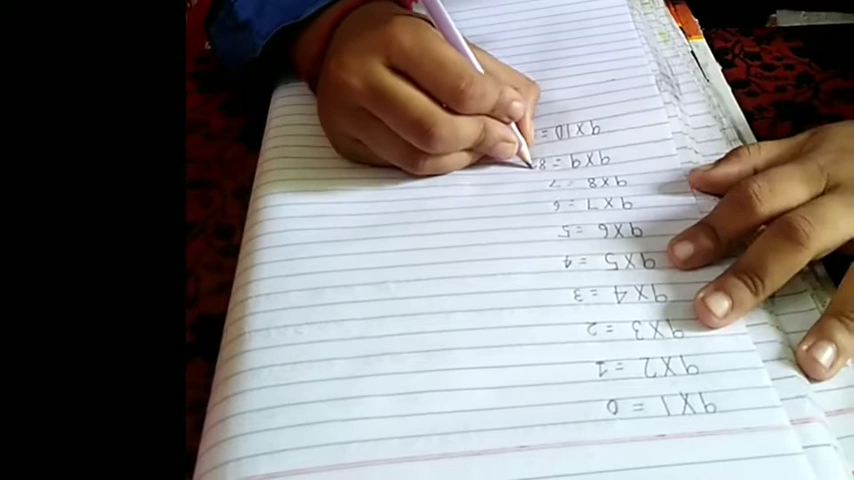 9X1 = 0
9X2 = 1
9X3 = 2
9X4 = 3
9X5 = 4
9X6 = 5
9X7 = 6
9X8 = 7
9X9 = 8
9X10 =